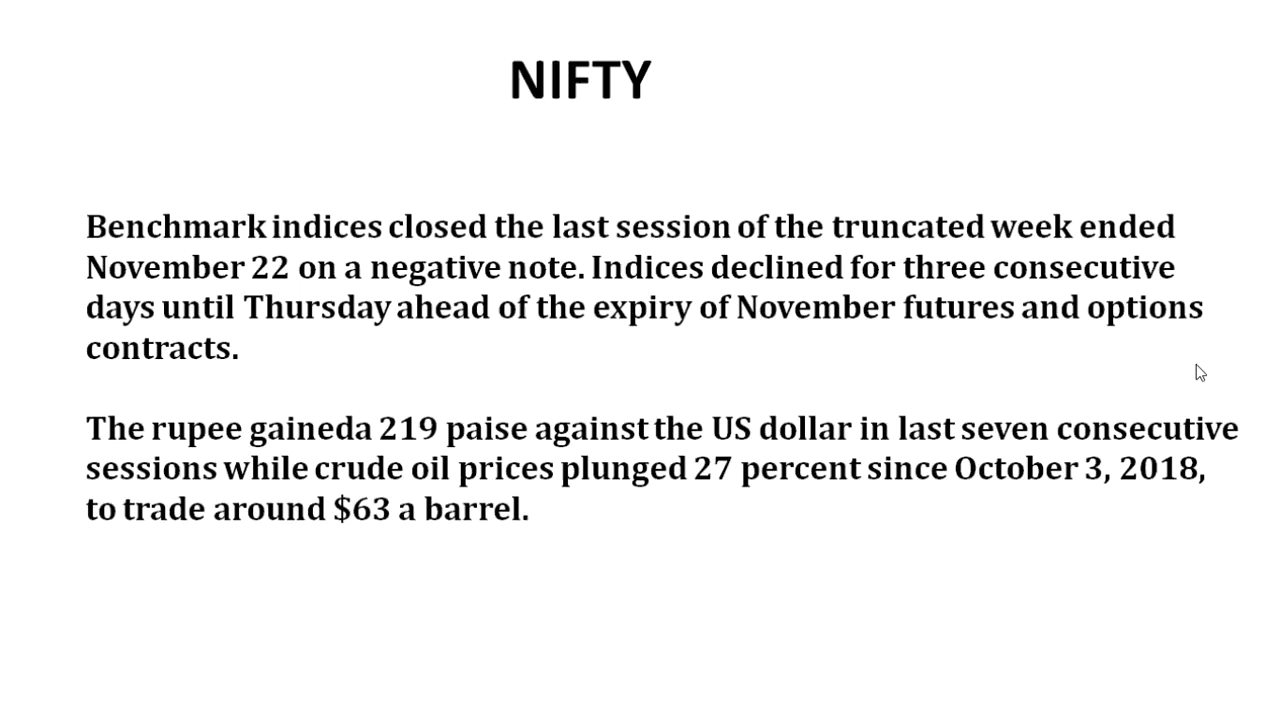 NIFTY
Benchmark indices closed the last session of the truncated week ended
November 22 on a negative note. Indices declined for three consecutive
days until Thursday ahead of the expiry of November futures and options
contracts.
The rupee gaineda 219 paise against the US dollar in last seven consecutive
sessions while crude oil prices plunged 27 percent since October 3, 2018,
to trade around $63 a barrel.